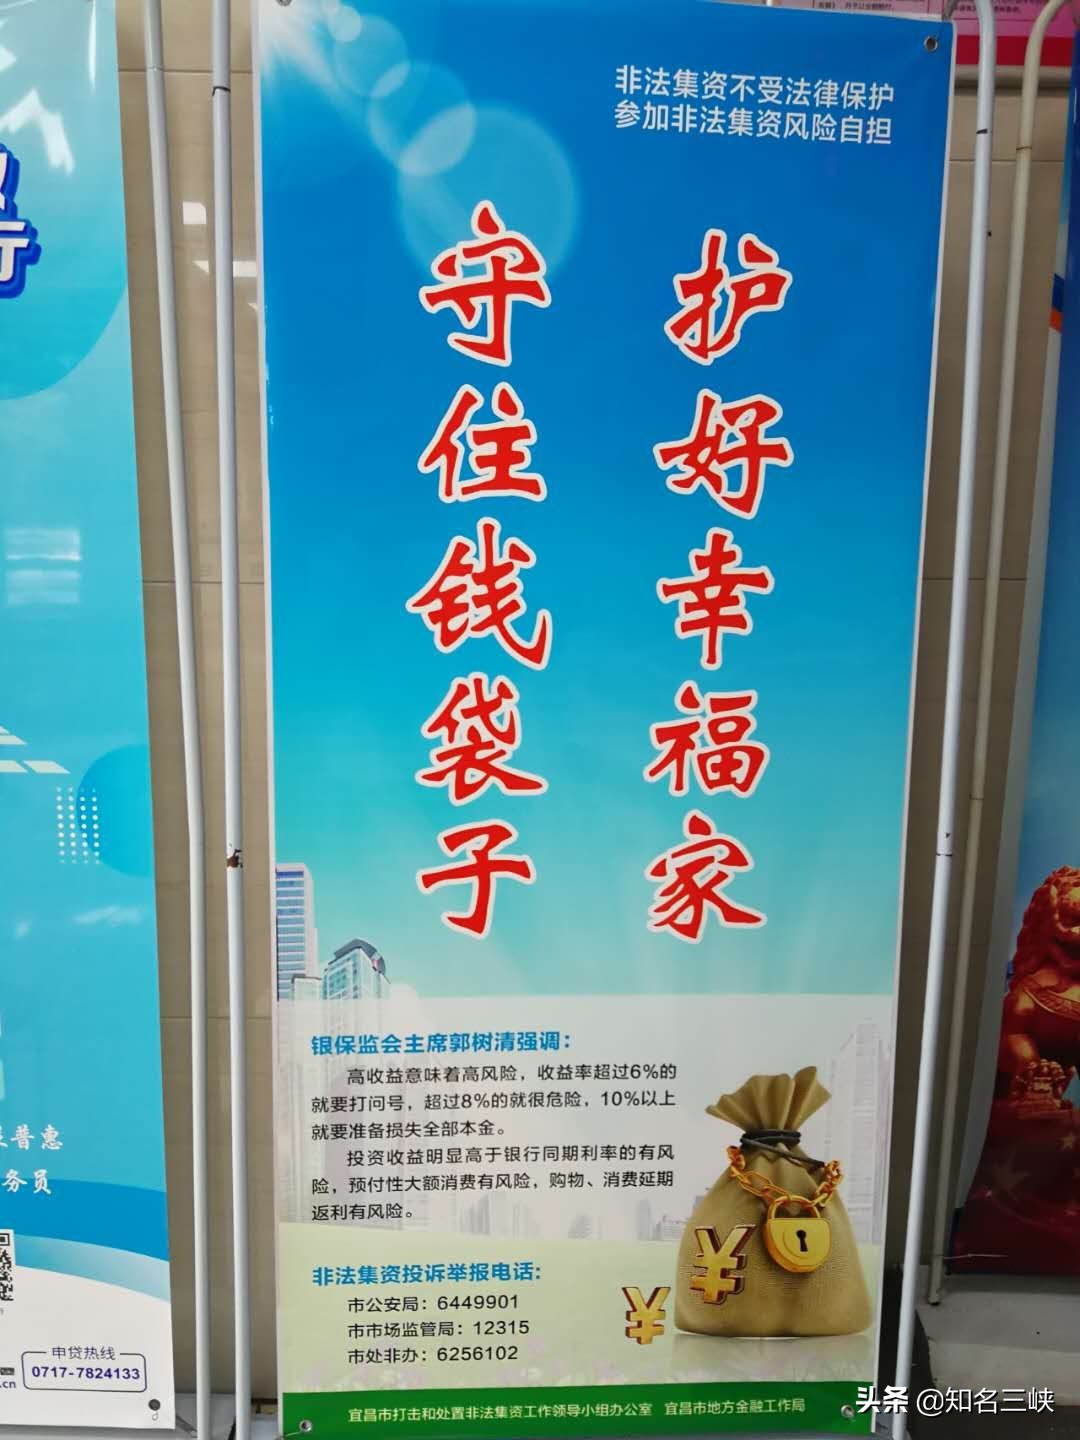 非法集资不受法律保护
参加非法集资风险自担
守住钱袋子
护好幸福家
银保监会主席郭树清强调：
高收益意味着高风险，收益率超过6%的
就要打问号，超过8%的就很危险，10%以上
就要准备损失全部本金。
投资收益明显高于银行同期利率的有风
险，预付性大额消费有风险，购物、消费延期
返利有风险。
非法集资投诉举报电话:
市公安局：6449901
市市场监管局：12315
市处非办：6256102
宜昌市打击和处置非法集资工作领导小组办公室 宜昌市地方金融工作局
行
普惠
务员
申贷热线
0717-7824133
.cn
头条 @知名三峡